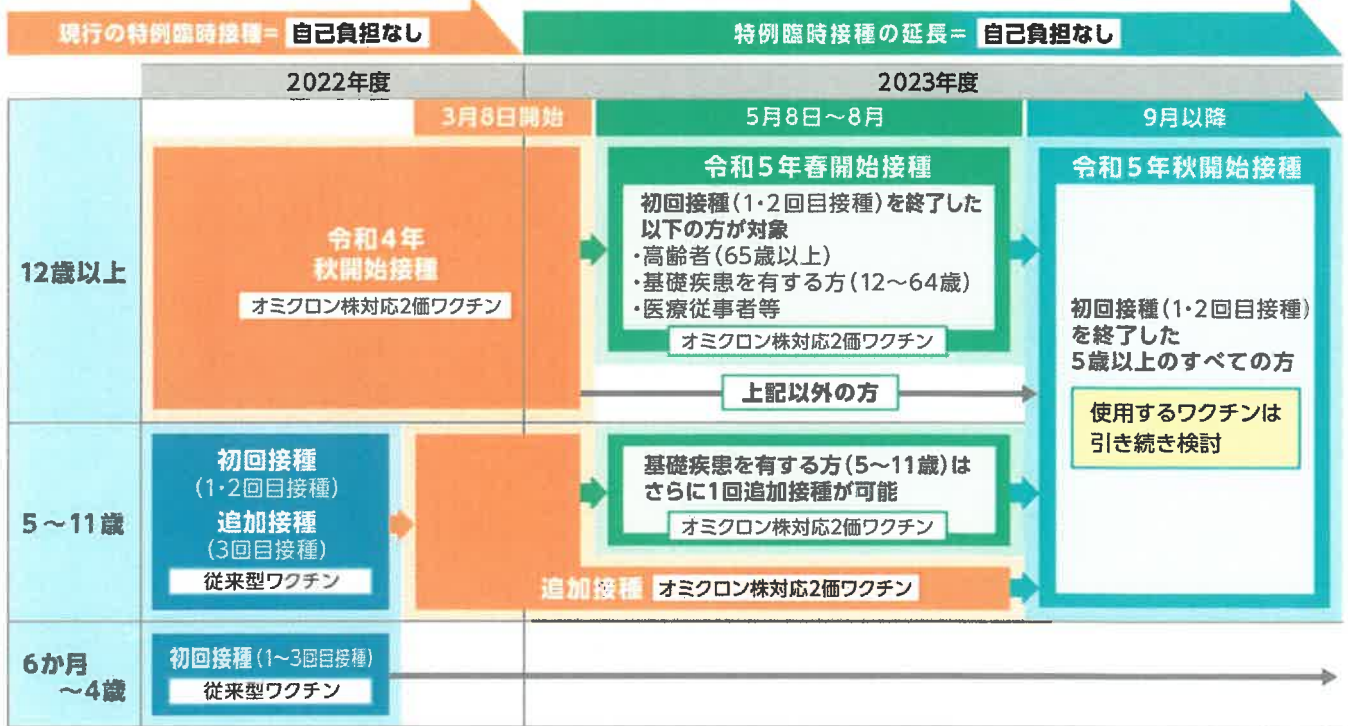 現行の特例臨時接種＝ 自己負担なし
特例臨時接種の延長＝ 自己負担なし
2022年度
2023年度
3月8日開始
5月8日～8月
9月以降
12歳以上
令和4年
秋開始接種
オミクロン株対応2価ワクチン
令和5年春開始接種
初回接種(1・2回目接種)を終了した
以下の方が対象
・高齢者(65歳以上)
・基礎疾患を有する方(12～64歳)
・医療従事者等
オミクロン株対応2価ワクチン
上記以外の方
令和5年秋開始接種
初回接種(1・2回目接種)
を終了した
5歳以上のすべての方
使用するワクチンは
引き続き検討
5～11歳
初回接種
(1・2回目接種)
追加接種
(3回目接種)
従来型ワクチン
基礎疾患を有する方(5～11歳)は
さらに1回追加接種が可能
オミクロン株対応2価ワクチン
追加接種 オミクロン株対応2価ワクチン
6か月
～4歳
初回接種(1～3回目接種)
従来型ワクチン